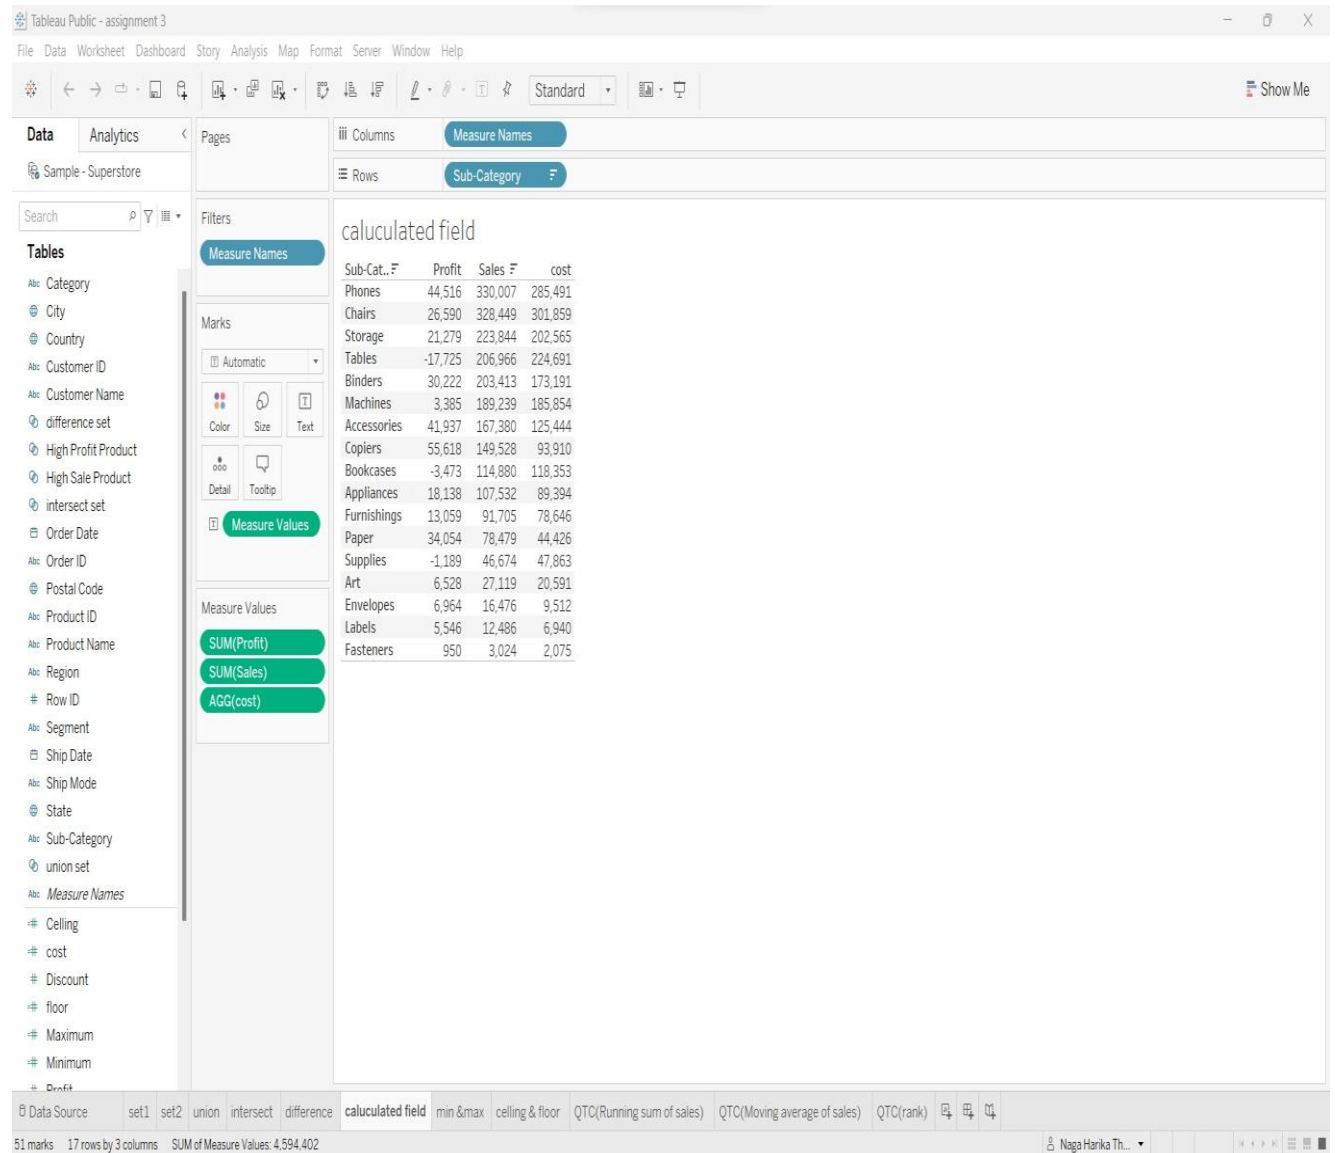 Tableau Public - assignment 3
File Data Worksheet Dashboard Story Analysis Map Format Server Window Help
Standard
Show Me
Data Analytics
Sample - Superstore
Search
Tables
Abc Category
City
Country
Abc Customer ID
Abc Customer Name
difference set
High Profit Product
High Sale Product
intersect set
Order Date
Abc Order ID
Postal Code
Abc Product ID
Abc Product Name
Abc Region
# Row ID
Abc Segment
Ship Date
Abc Ship Mode
State
Abc Sub-Category
union set
Abc Measure Names
=# Celling
=# cost
# Discount
=# floor
=# Maximum
=# Minimum
# Profit
Pages
Filters
Measure Names
Marks
Automatic
Color Size Text
Detail Tooltip
Measure Values
Measure Values
SUM(Profit)
SUM(Sales)
AGG(cost)
Columns Measure Names
Rows Sub-Category
caluculated field
Sub-Cat.. Profit Sales cost
Phones 44,516 330,007 285,491
Chairs 26,590 328,449 301,859
Storage 21,279 223,844 202,565
Tables -17,725 206,966 224,691
Binders 30,222 203,413 173,191
Machines 3,385 189,239 185,854
Accessories 41,937 167,380 125,444
Copiers 55,618 149,528 93,910
Bookcases -3,473 114,880 118,353
Appliances 18,138 107,532 89,394
Furnishings 13,059 91,705 78,646
Paper 34,054 78,479 44,426
Supplies -1,189 46,674 47,863
Art 6,528 27,119 20,591
Envelopes 6,964 16,476 9,512
Labels 5,546 12,486 6,940
Fasteners 950 3,024 2,075
Data Source set1 set2 union intersect difference caluculated field min &max celling & floor QTC(Running sum of sales) QTC(Moving average of sales) QTC(rank)
51 marks 17 rows by 3 columns SUM of Measure Values: 4,594,402 Naga Harika Th...